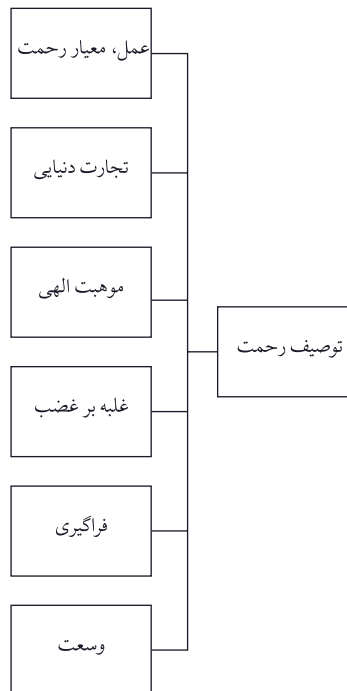 عمل، معیار رحمت
تجارت دنیایی
موهبت الهی
توصیف رحمت
غلبه بر غضب
فراگیری
وسعت